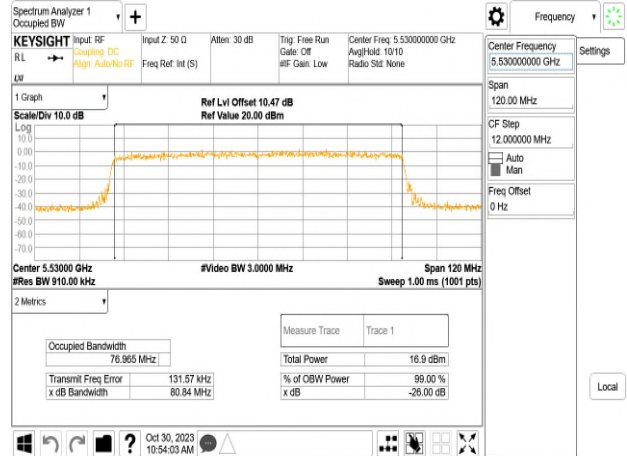 Spectrum Analyzer 1
Occupied BW
Frequency
KEYSIGHT
RL
Input: RF
Coupling: DC
Align: Auto/No RF
Input Z: 50 Ω
Freq Ref: Int (S)
Atten: 30 dB
Trig: Free Run
Gate: Off
#IF Gain: Low
Center Freq: 5.530000000 GHz
Avg|Hold: 10/10
Radio Std: None
Center Frequency
5.530000000 GHz
Settings
Span
120.00 MHz
CF Step
12.000000 MHz
Auto
Man
Freq Offset
0 Hz
Local
1 Graph
Scale/Div 10.0 dB
Ref Lvl Offset 10.47 dB
Ref Value 20.00 dBm
Log
10.0
0.00
-10.0
-20.0
-30.0
-40.0
-50.0
-60.0
-70.0
Center 5.53000 GHz
#Res BW 910.00 kHz
#Video BW 3.0000 MHz
Span 120 MHz
Sweep 1.00 ms (1001 pts)
2 Metrics
Measure Trace
Trace 1
Occupied Bandwidth
76.965 MHz
Total Power
16.9 dBm
Transmit Freq Error
131.57 kHz
% of OBW Power
99.00 %
x dB Bandwidth
80.84 MHz
x dB
-26.00 dB
?
Oct 30, 2023
10:54:03 AM